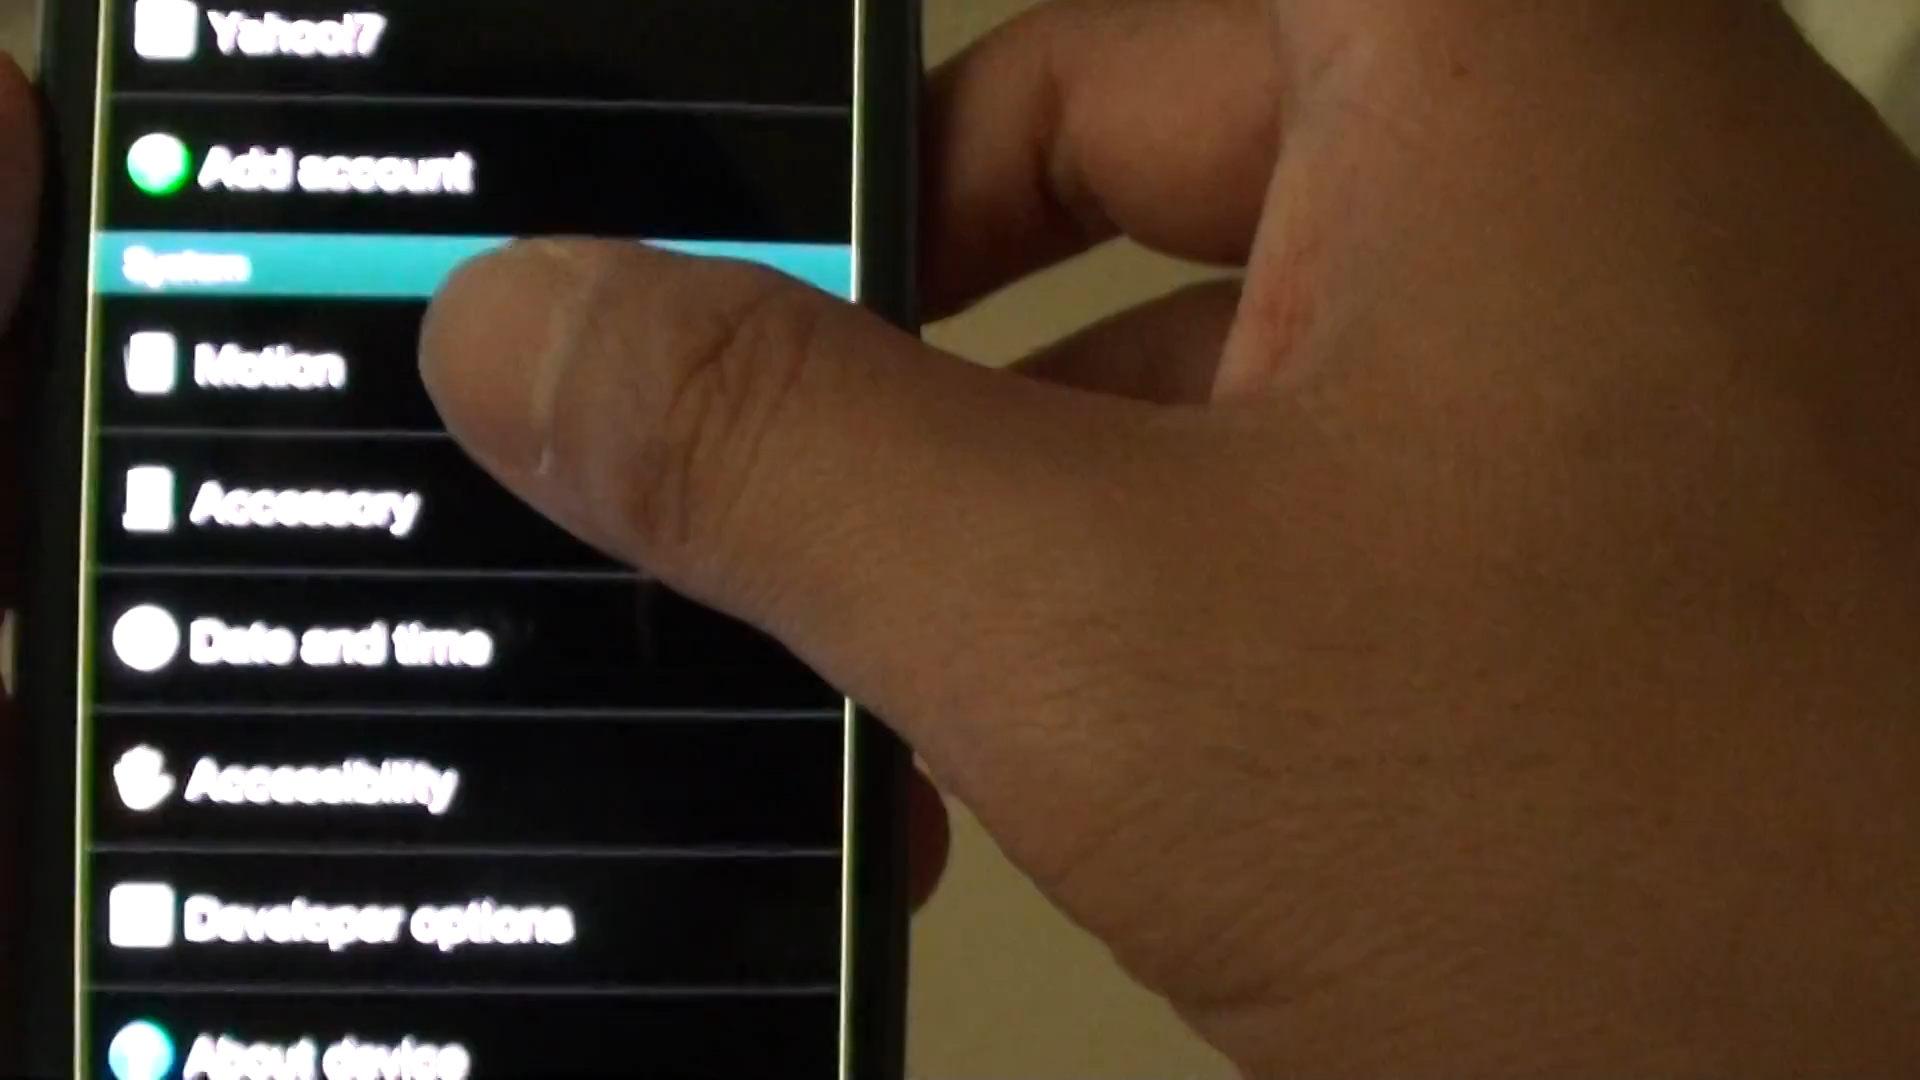 Yahoo!7
Add account
System
Motion
Accessory
Date and time
Accessibility
Developer options
About device